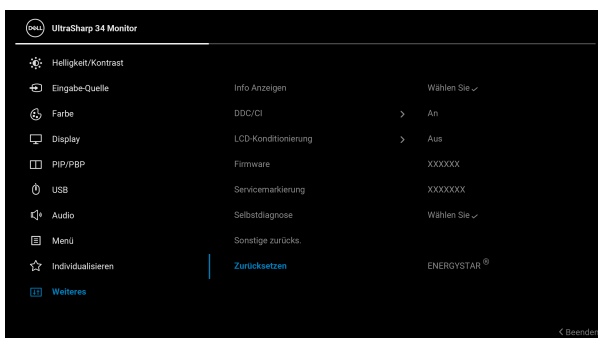 DELL UltraSharp 34 Monitor
Helligkeit/Kontrast
Eingabe-Quelle Info Anzeigen Wählen Sie
Farbe DDC/CI An
Display LCD-Konditionierung Aus
PIP/PBP Firmware XXXXXX
USB Servicemarkierung XXXXXXX
Audio Selbstdiagnose Wählen Sie
Menü Sonstige zurücks.
Individualisieren Zurücksetzen ENERGYSTAR ®
Weiteres
Beenden